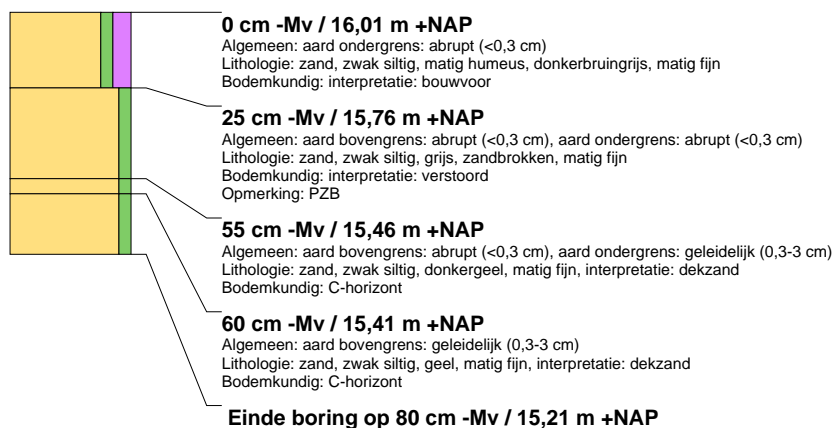 0 cm -Mv / 16,01 m +NAP
Algemeen: aard ondergrens: abrupt (<0,3 cm)
Lithologie: zand, zwak siltig, matig humeus, donkerbruingrijs, matig fijn
Bodemkundig: interpretatie: bouwvoor
25 cm -Mv / 15,76 m +NAP
Algemeen: aard bovengrens: abrupt (<0,3 cm), aard ondergrens: abrupt (<0,3 cm)
Lithologie: zand, zwak siltig, grijs, zandbrokken, matig fijn
Bodemkundig: interpretatie: verstoord
Opmerking: PZB
55 cm -Mv / 15,46 m +NAP
Algemeen: aard bovengrens: abrupt (<0,3 cm), aard ondergrens: geleidelijk (0,3-3 cm)
Lithologie: zand, zwak siltig, donkergeel, matig fijn, interpretatie: dekzand
Bodemkundig: C-horizont
60 cm -Mv / 15,41 m +NAP
Algemeen: aard bovengrens: geleidelijk (0,3-3 cm)
Lithologie: zand, zwak siltig, geel, matig fijn, interpretatie: dekzand
Bodemkundig: C-horizont
Einde boring op 80 cm -Mv / 15,21 m +NAP